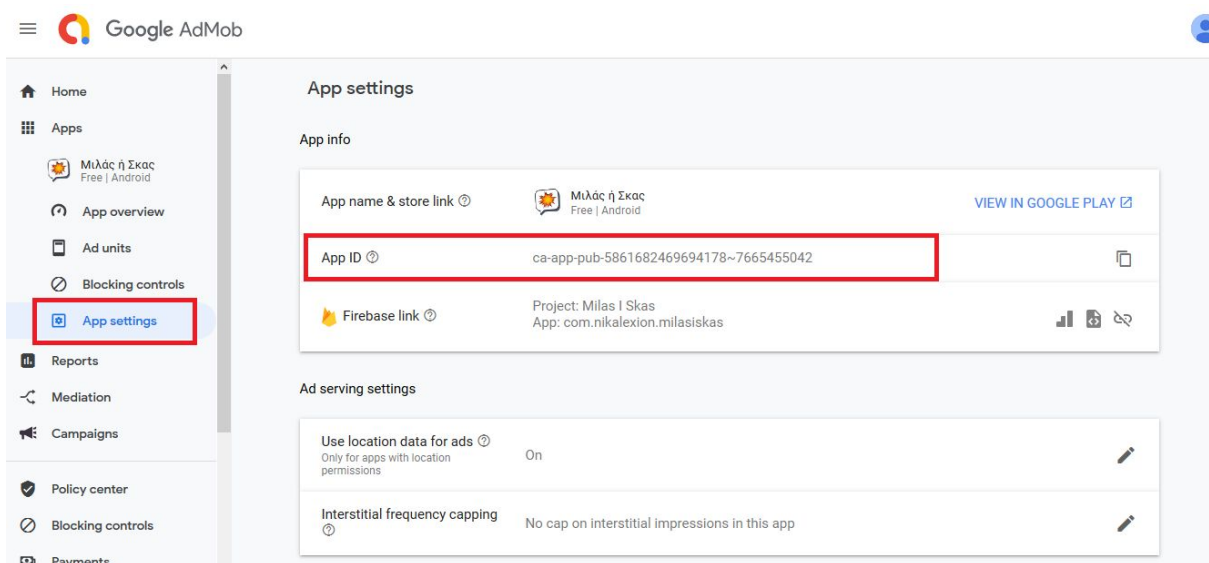 Google AdMob
Home
Apps
Μιλάς ή Σκας
Free | Android
App overview
Ad units
Blocking controls
App settings
Reports
Mediation
Campaigns
Policy center
Blocking controls
Payments
App settings
App info
App name & store link
Μιλάς ή Σκας
Free | Android
VIEW IN GOOGLE PLAY
App ID
ca-app-pub-5861682469694178~7665455042
Firebase link
Project: Milas I Skas
App: com.nikalexion.milasiskas
Ad serving settings
Use location data for ads
Only for apps with location
permissions
On
Interstitial frequency capping
No cap on interstitial impressions in this app